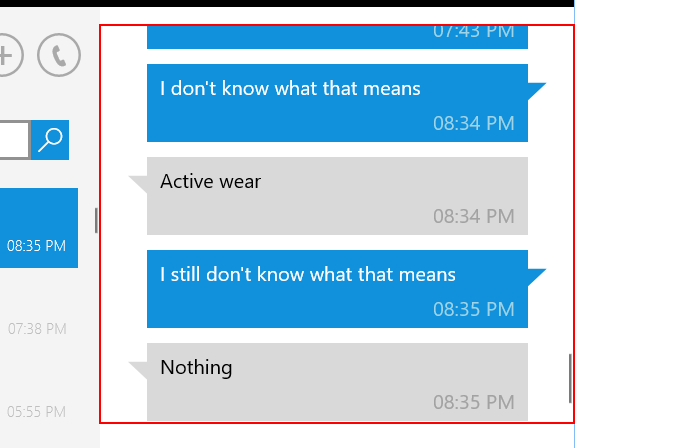 07:43 PM
I don't know what that means
08:34 PM
Active wear
08:34 PM
I still don't know what that means
08:35 PM
Nothing
08:35 PM
08:35 PM
07:38 PM
05:55 PM